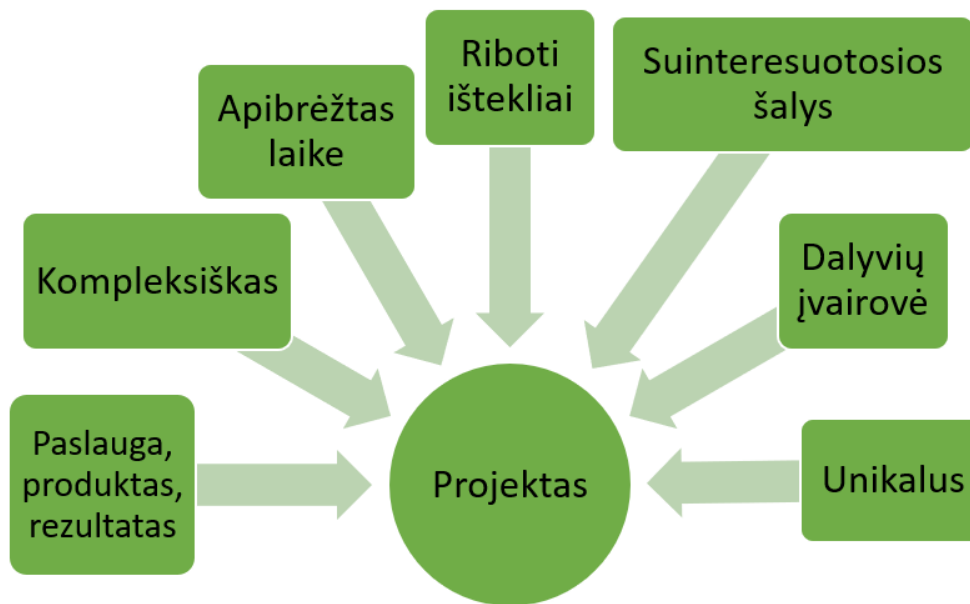 Riboti
ištekliai
Suinteresuotosios
šalys
Apibrėžtas
laike
Kompleksiškas
Dalyvių
įvairovė
Paslauga,
produktas,
rezultatas
Projektas
Unikalus